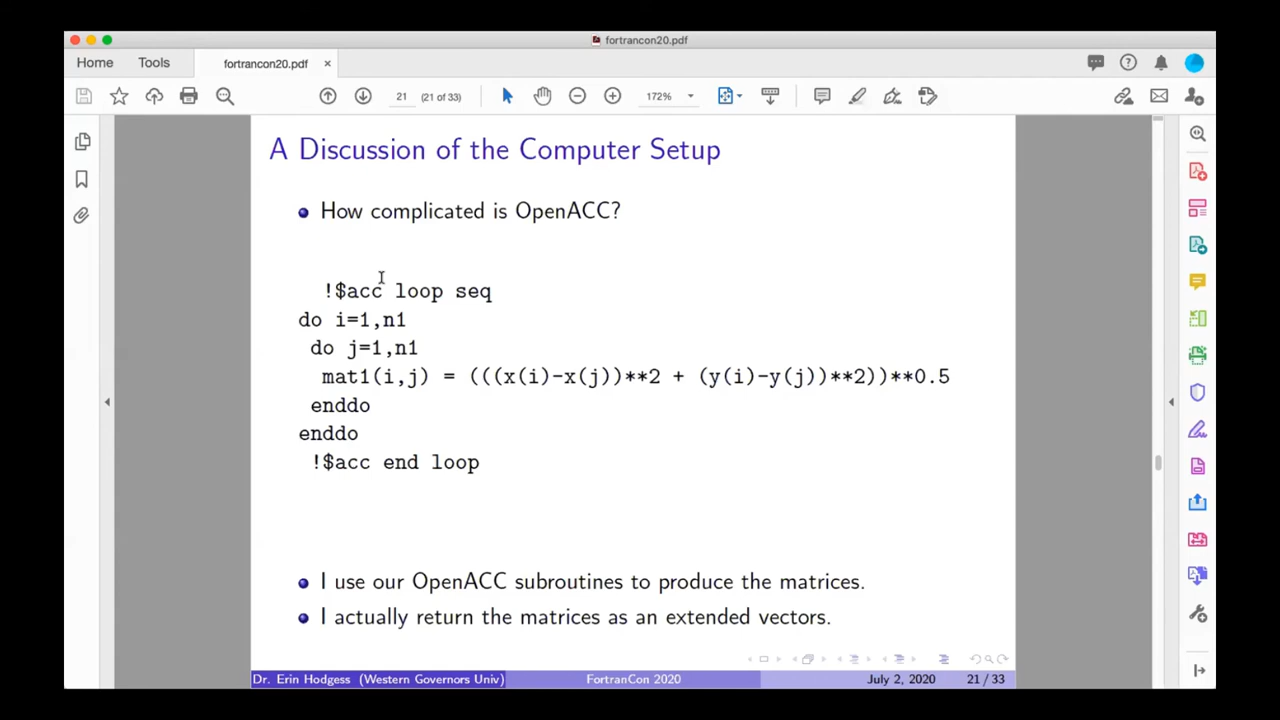 fortrancon20.pdf
Home Tools fortrancon20.pdf ×
21 (21 of 33) 172%
A Discussion of the Computer Setup
How complicated is OpenACC?
!$acc loop seq
do i=1,n1
do j=1,n1
mat1(i,j) = (((x(i)-x(j))**2 + (y(i)-y(j))**2))**0.5
enddo
enddo
!$acc end loop
I use our OpenACC subroutines to produce the matrices.
I actually return the matrices as an extended vectors.
Dr. Erin Hodgess (Western Governors Univ) FortranCon 2020 July 2, 2020 21 / 33